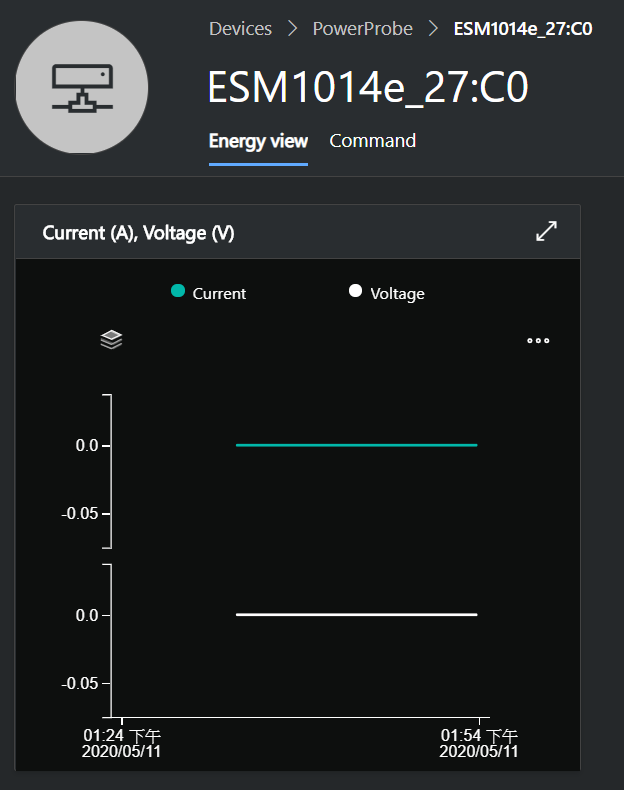 Devices > PowerProbe > ESM1014e_27:C0
ESM1014e_27:C0
Energy view Command
Current (A), Voltage (V)
Current Voltage
0.0
-0.05
0.0
-0.05
01:24 下午 01:54 下午
2020/05/11 2020/05/11